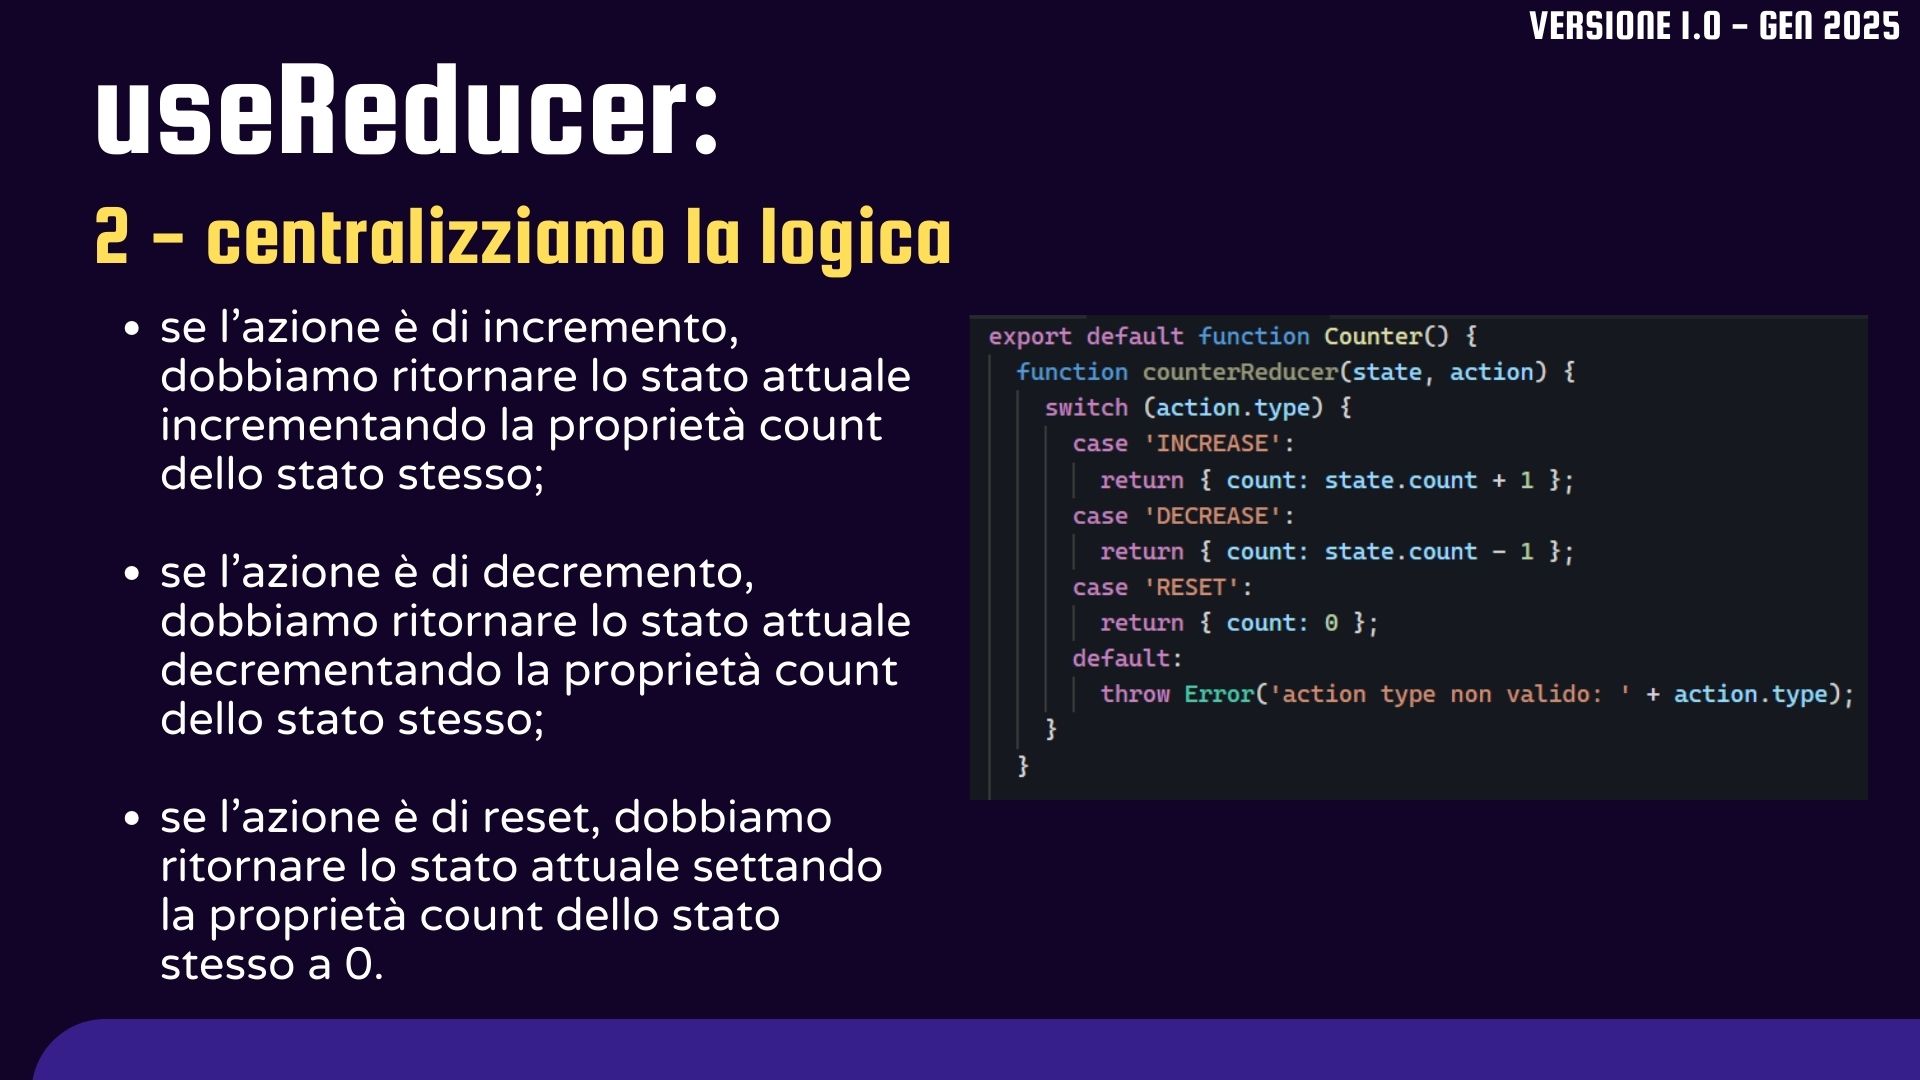 VERSIONE 1.0 - GEN 2025
useReducer:
2 - centralizziamo la logica
• se l’azione è di incremento,
dobbiamo ritornare lo stato attuale
incrementando la proprietà count
dello stato stesso;
• se l’azione è di decremento,
dobbiamo ritornare lo stato attuale
decrementando la proprietà count
dello stato stesso;
• se l’azione è di reset, dobbiamo
ritornare lo stato attuale settando
la proprietà count dello stato
stesso a 0.
export default function Counter() {
  function counterReducer(state, action) {
    switch (action.type) {
      case 'INCREASE':
        return { count: state.count + 1 };
      case 'DECREASE':
        return { count: state.count - 1 };
      case 'RESET':
        return { count: 0 };
      default:
        throw Error('action type non valido: ' + action.type);
    }
  }